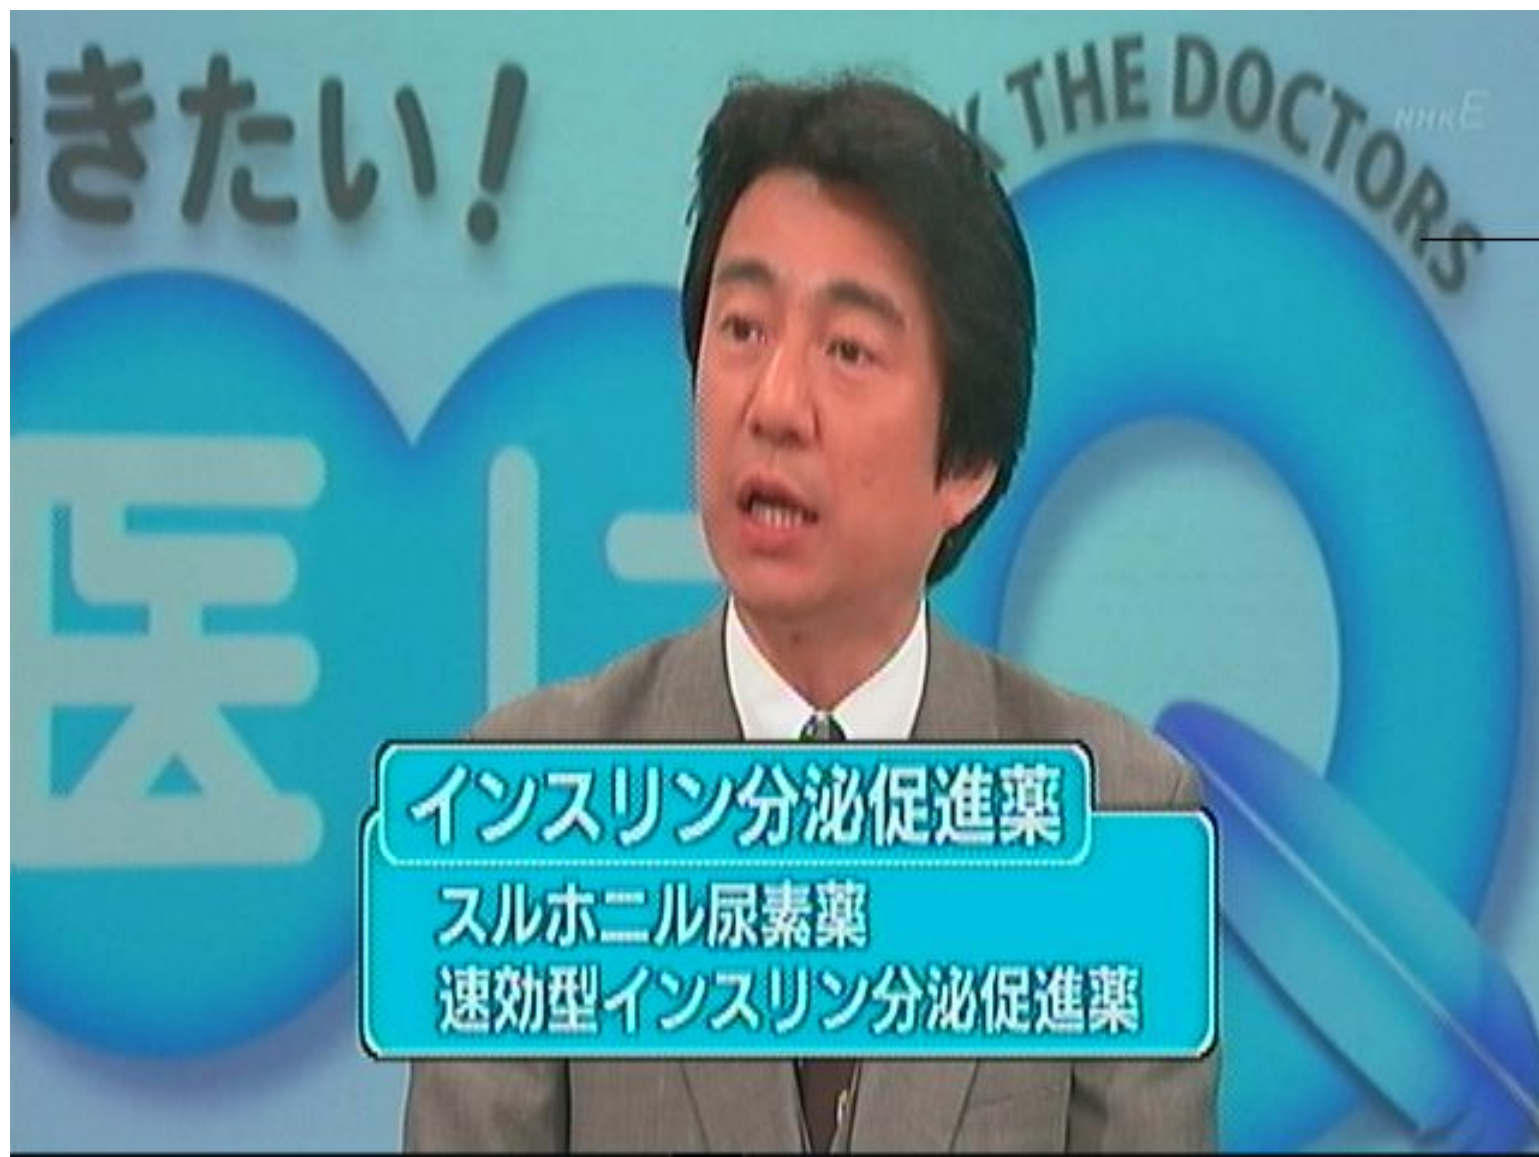 きたい!
THE DOCTORS
NHKE
医
インスリン分泌促進薬
スルホニル尿素薬
速効型インスリン分泌促進薬